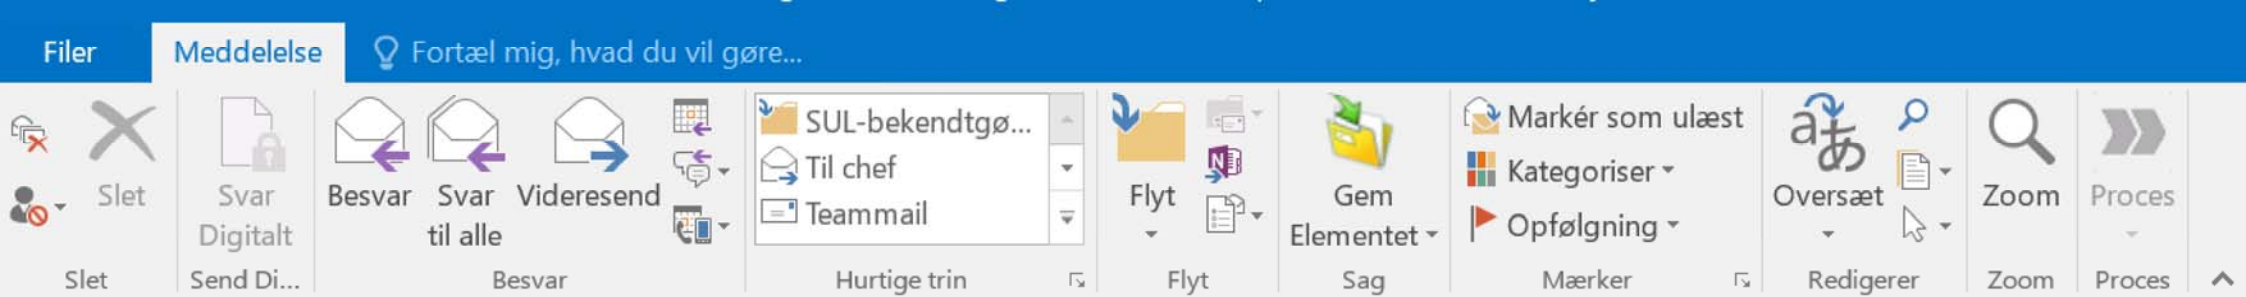 Filer
Meddelelse
Fortæl mig, hvad du vil gøre...
Slet
Svar
Digitalt
Besvar
Svar
til alle
Videresend
SUL-bekendtgø...
Til chef
Teammail
Flyt
Gem
Elementet
Markér som ulæst
Kategoriser
Opfølgning
Oversæt
Zoom
Proces
Slet
Send Di...
Besvar
Hurtige trin
Flyt
Sag
Mærker
Redigerer
Zoom
Proces